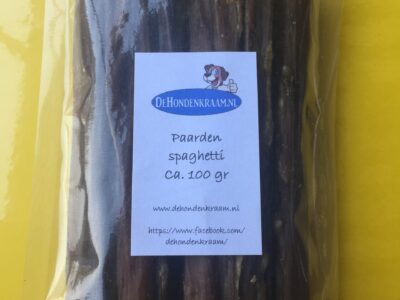 DEHONDENKRAAM.NL
Paarden
spaghetti
Ca. 100 gr
www.dehondenkraam.nl
https://www.facebook.com/
dehondenkraam/